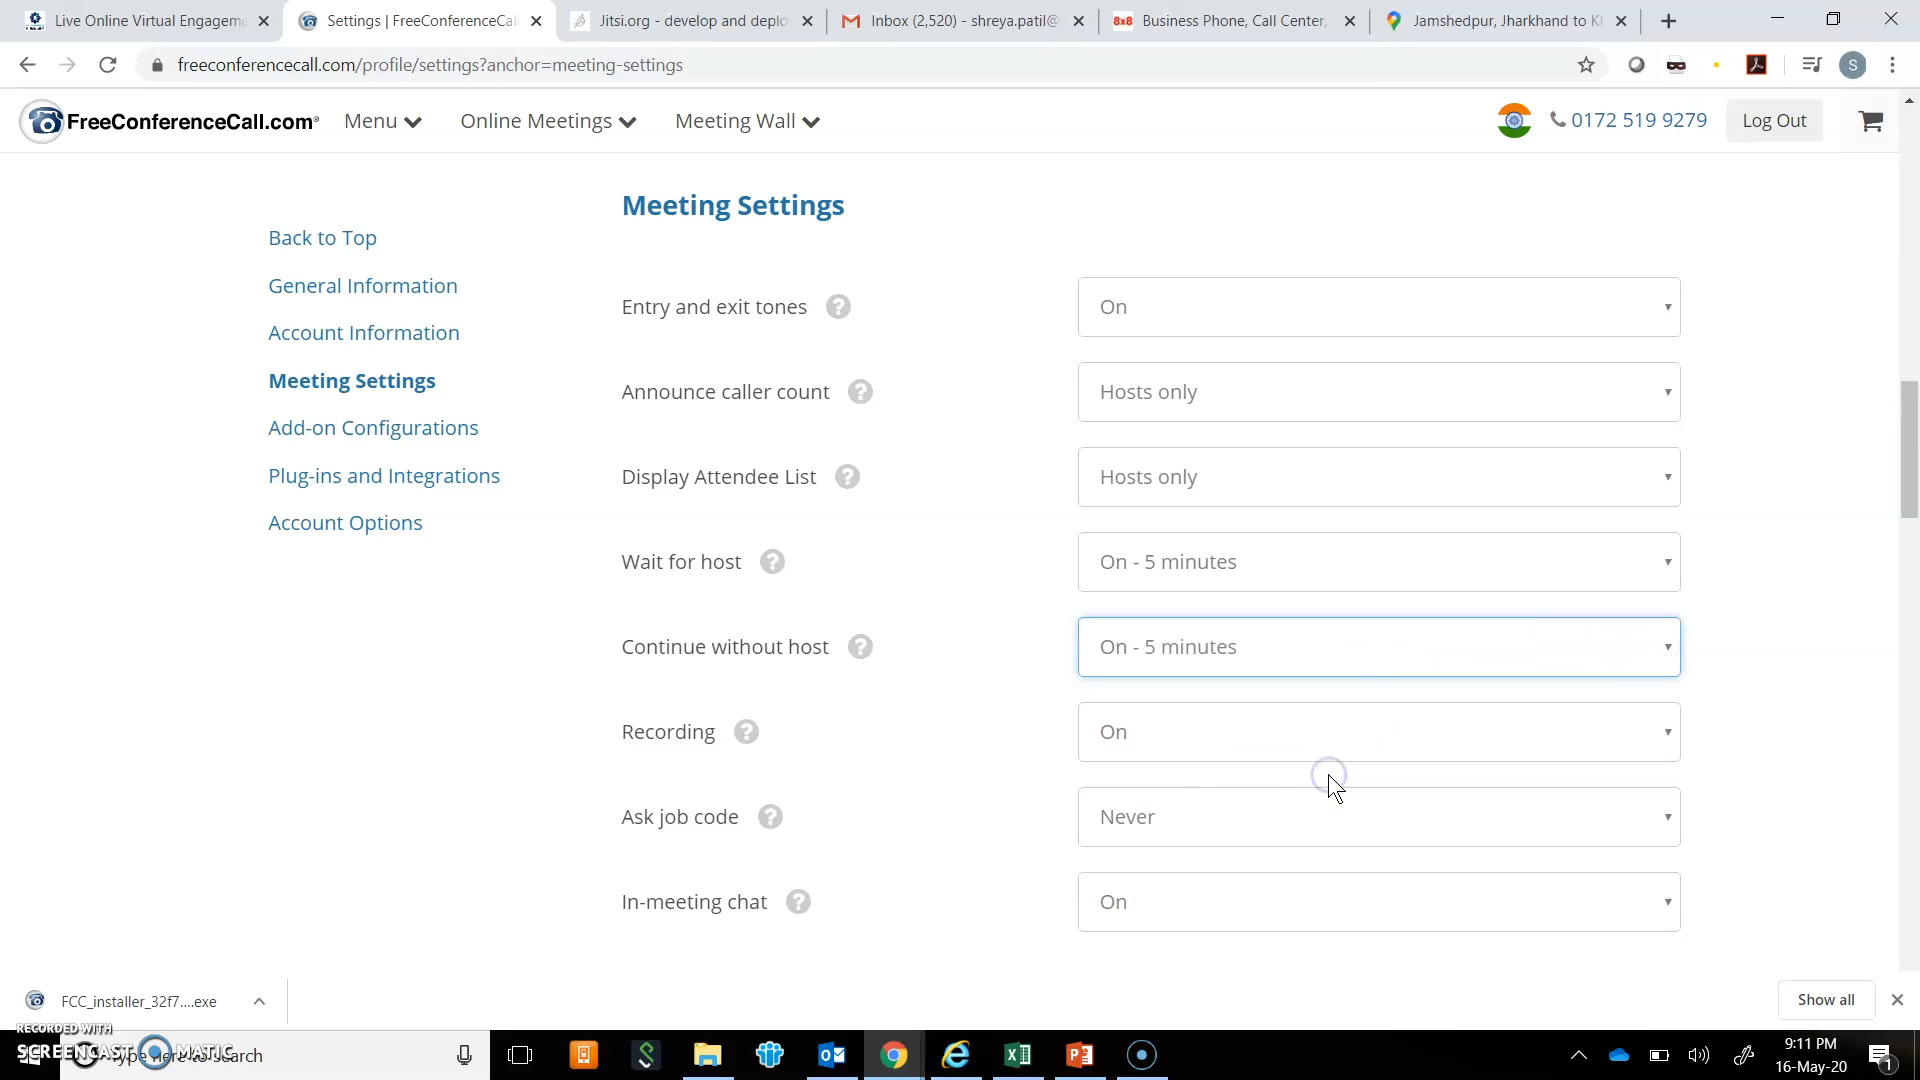 Live Online Virtual Engageme
Settings | FreeConferenceCal
Jitsi.org - develop and deplo
Inbox (2,520) - shreya.patil@
8x8 Business Phone, Call Center,
Jamshedpur, Jharkhand to K
freeconferencecall.com/profile/settings?anchor=meeting-settings
S
FreeConferenceCall.com®
Menu
Online Meetings
Meeting Wall
0172 519 9279
Log Out
Meeting Settings
Back to Top
General Information
Account Information
Meeting Settings
Add-on Configurations
Plug-ins and Integrations
Account Options
Entry and exit tones ? On
Announce caller count ? Hosts only
Display Attendee List ? Hosts only
Wait for host ? On - 5 minutes
Continue without host ? On - 5 minutes
Recording ? On
Ask job code ? Never
In-meeting chat ? On
FCC_installer_32f7....exe
Show all
RECORDED WITH
SCREENCAST MATIC
Type here to search
9:11 PM
16-May-20
1